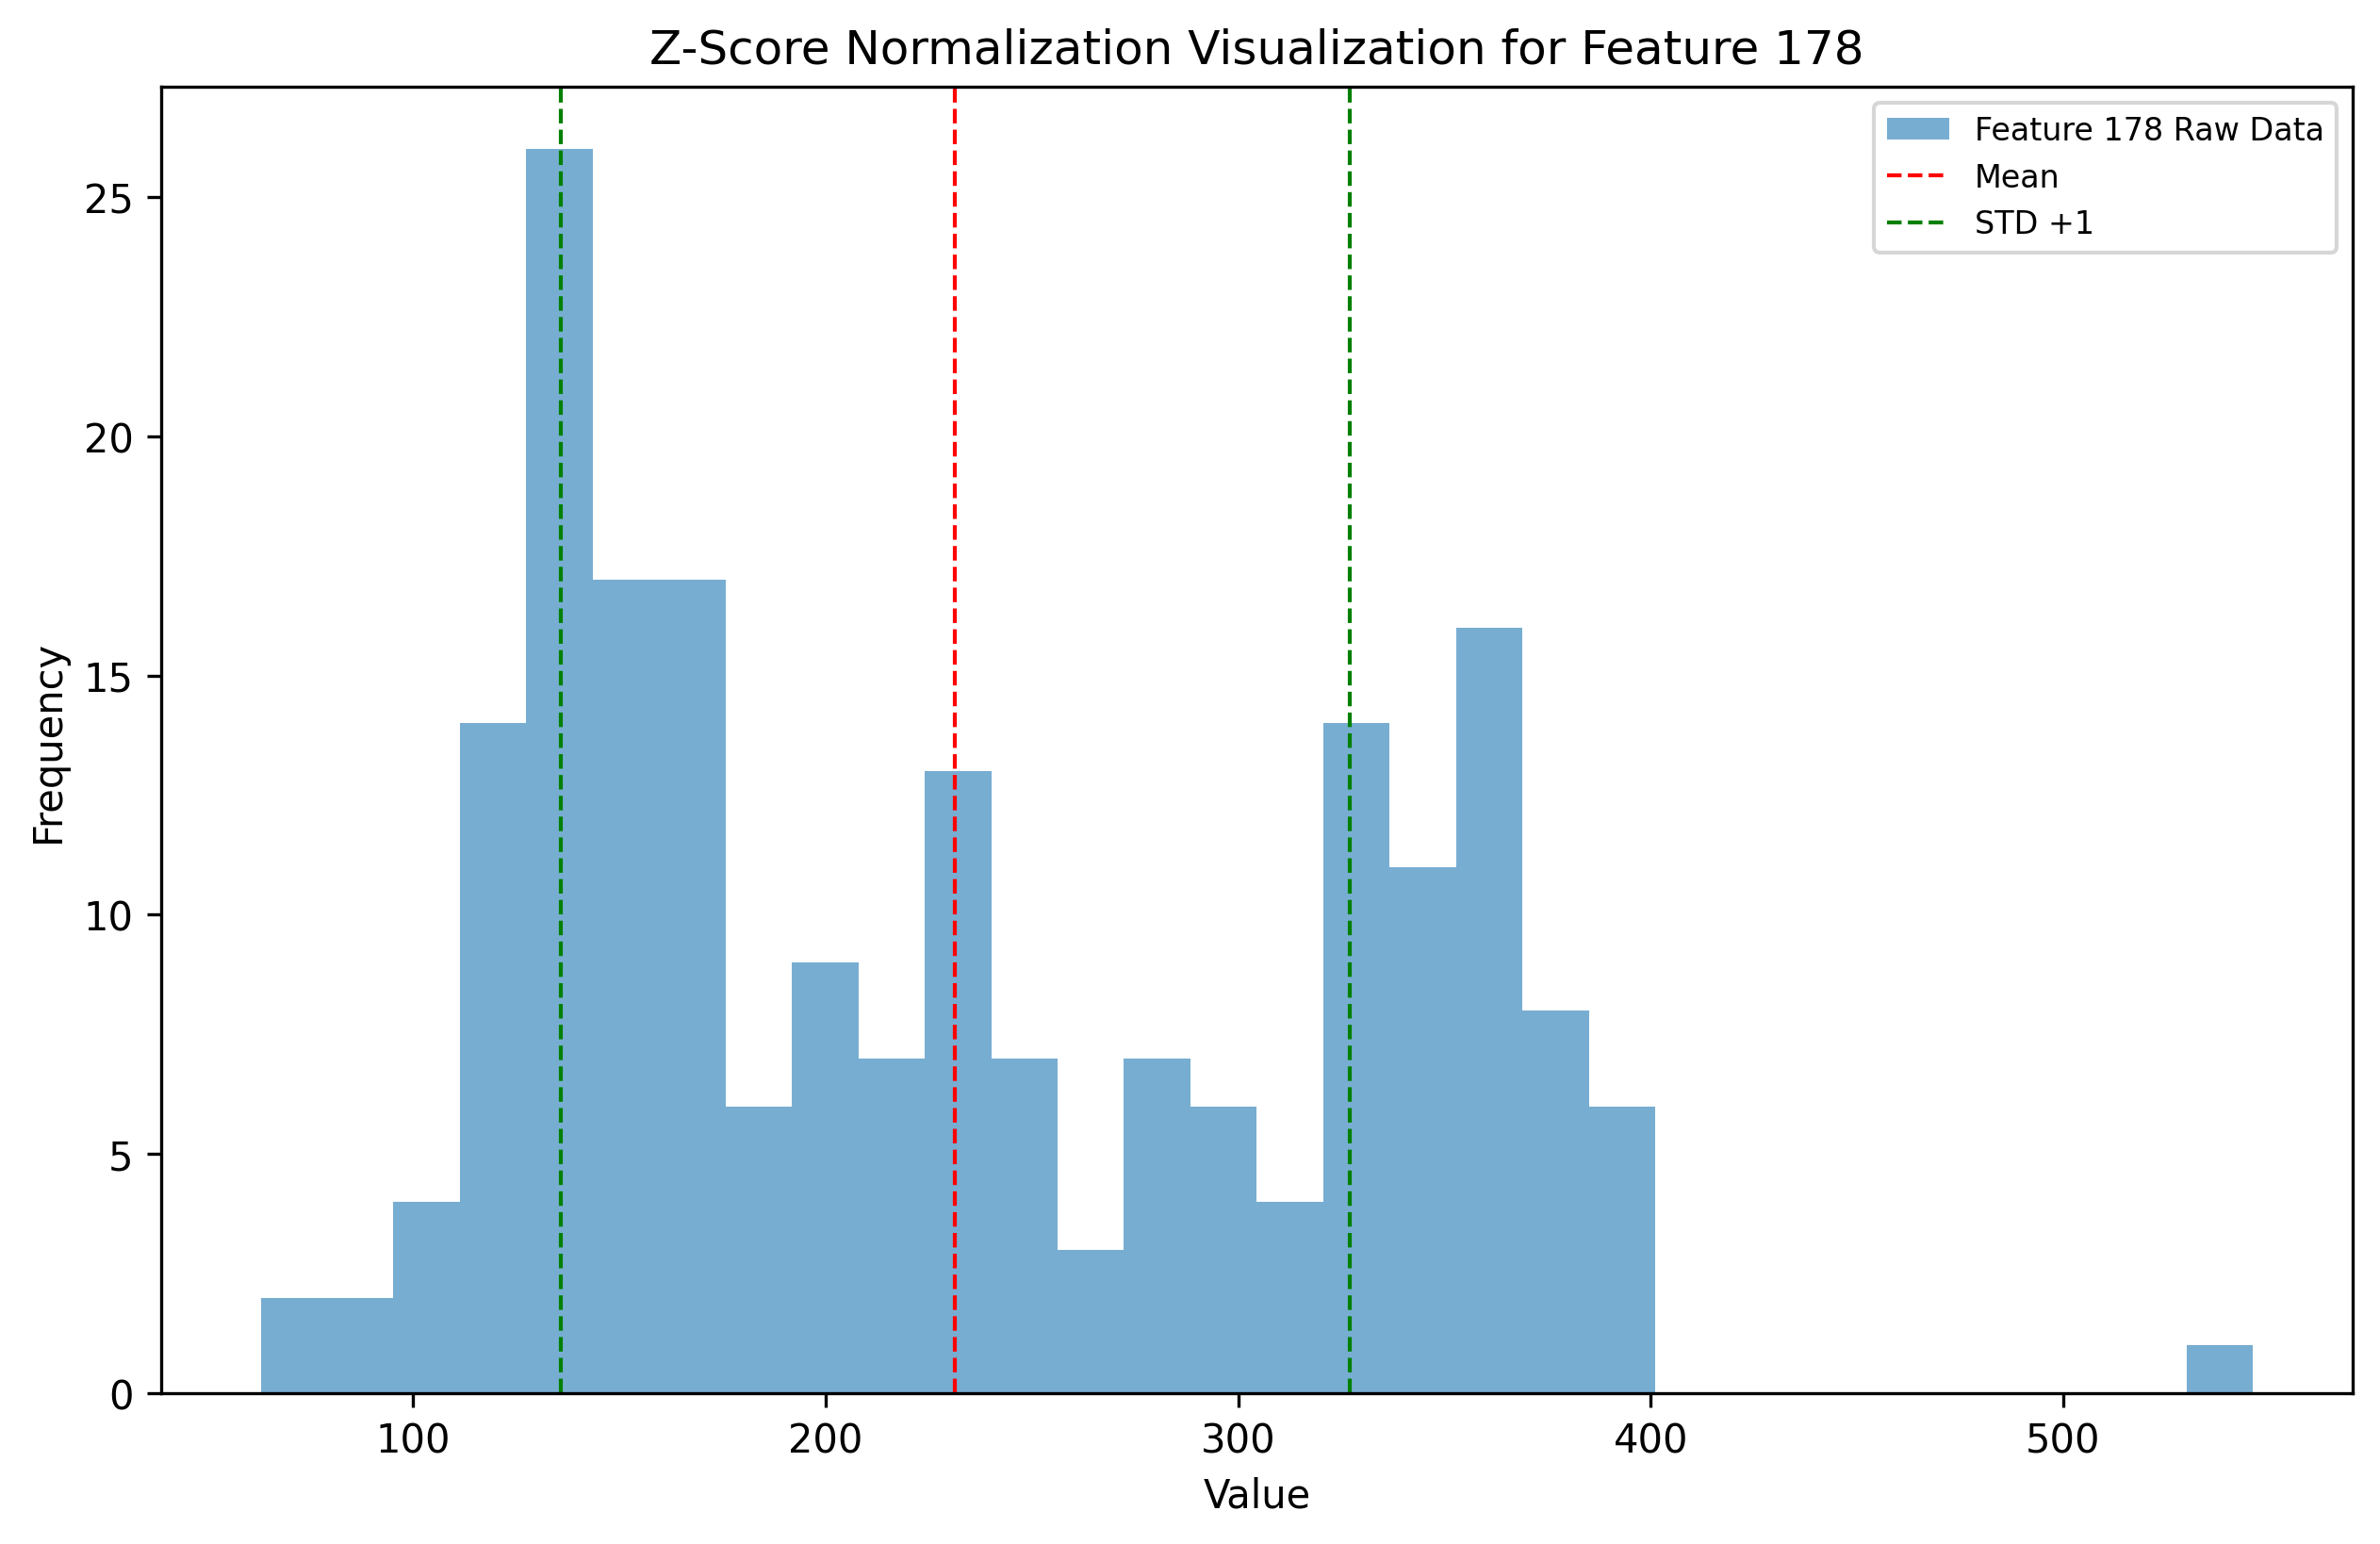 Z-Score Normalization Visualization for Feature 178
Feature 178 Raw Data
Mean
STD +1
Frequency
25
20
15
10
5
0
100 200 300 400 500
Value